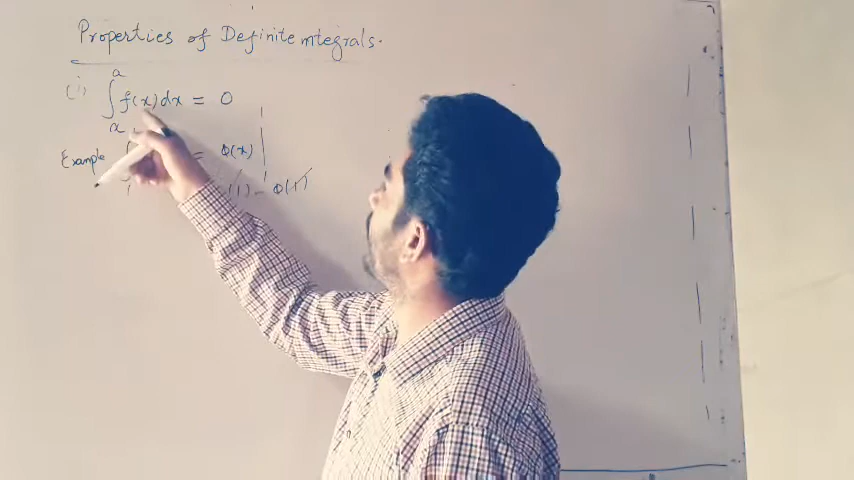 Properties of Definite integrals.
(i) ∫ₐᵃ f(x)dx = 0
Example = Φ(x)
(1) - Φ(1)